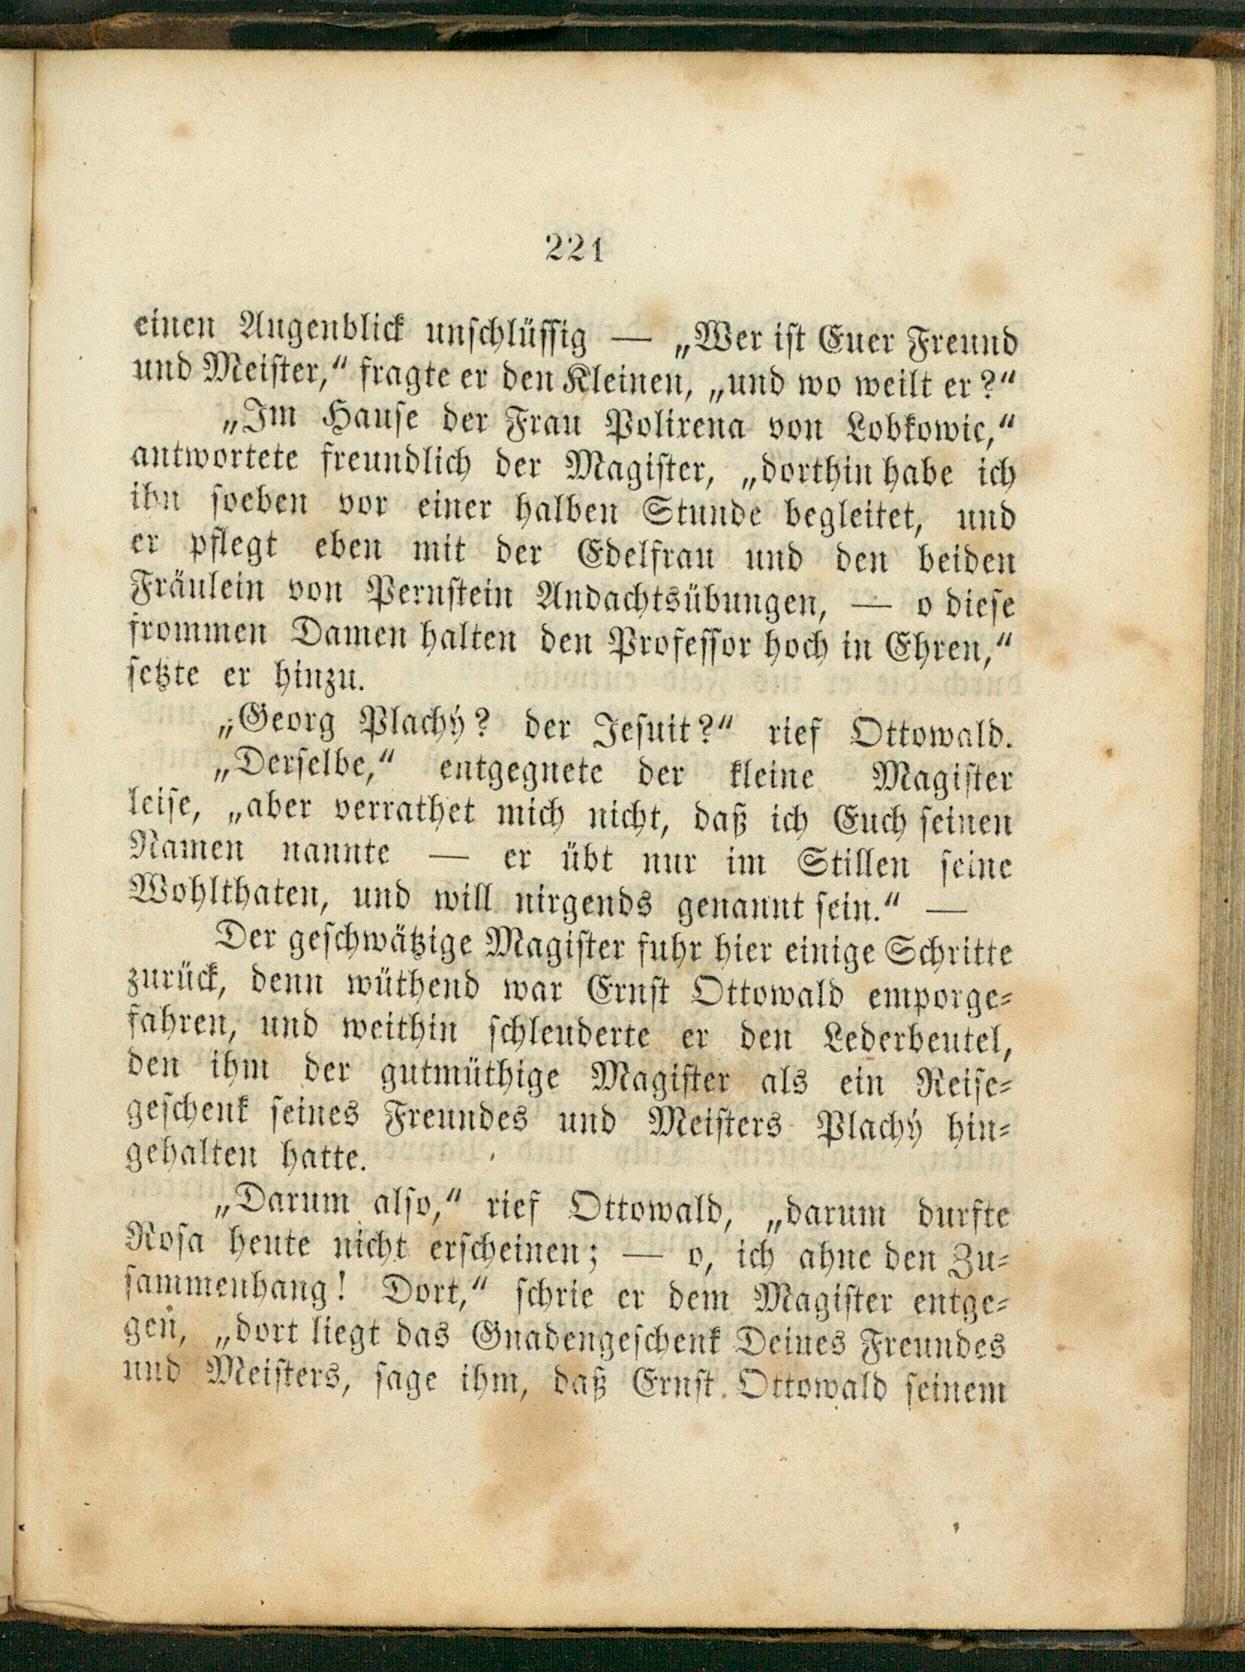 221
einen Augenblick unschlüssig — „Wer ist Euer Freund
und Meister,“ fragte er den Kleinen, „und wo weilt er?“
„Im Hause der Frau Polixena von Lobkowic,“
antwortete freundlich der Magister, „dorthin habe ich
ihn soeben vor einer halben Stunde begleitet, und
er pflegt eben mit der Edelfrau und den beiden
Fräulein von Pernstein Andachtsübungen, — o diese
frommen Damen halten den Professor hoch in Ehren,“
setzte er hinzu.
„Georg Plachý? der Jesuit?“ rief Ottowald.
„Derselbe,“ entgegnete der kleine Magister
leise, „aber verrathet mich nicht, daß ich Euch seinen
Namen nannte — er übt nur im Stillen seine
Wohlthaten, und will nirgends genannt sein.“ —
Der geschwätzige Magister fuhr hier einige Schritte
zurück, denn wüthend war Ernst Ottowald emporge-
fahren, und weithin schleuderte er den Lederbeutel,
den ihm der gutmüthige Magister als ein Reise-
geschenk seines Freundes und Meisters Plachý hin-
gehalten hatte.
„Darum also,“ rief Ottowald, „darum durfte
Rosa heute nicht erscheinen; — o, ich ahne den Zu-
sammenhang! Dort,“ schrie er dem Magister entge-
gen, „dort liegt das Gnadengeschenk Deines Freundes
und Meisters, sage ihm, daß Ernst Ottowald seinem